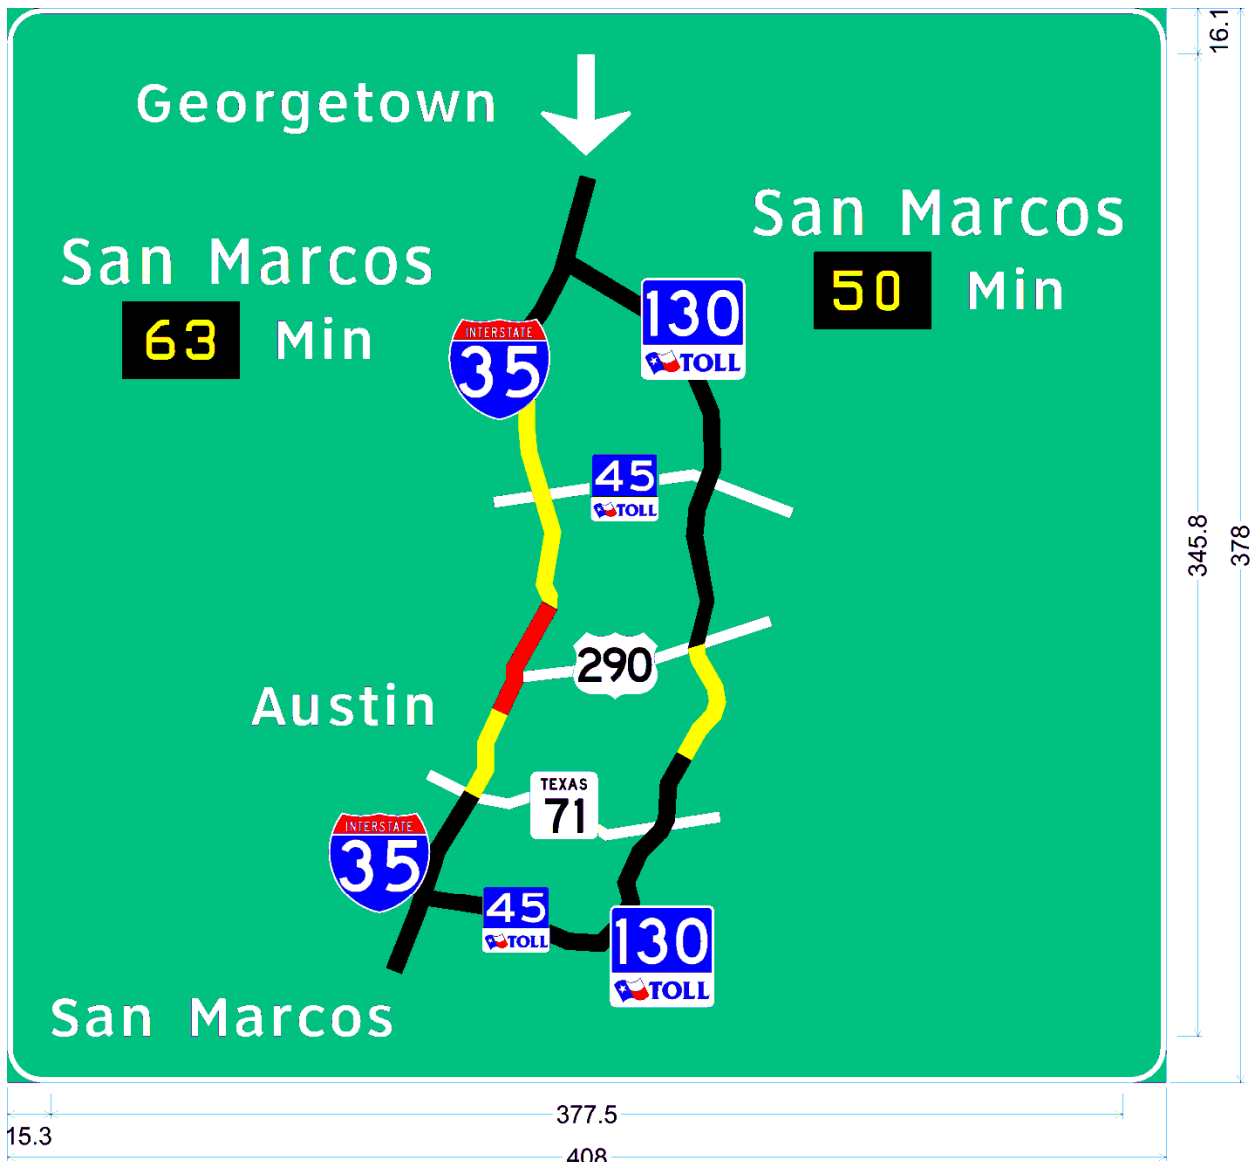 16.1
Georgetown
San Marcos
50 Min
San Marcos
63 Min
130
TOLL
INTERSTATE
35
45
TOLL
345.8
378
290
Austin
TEXAS
71
INTERSTATE
35
45
TOLL
130
TOLL
San Marcos
377.5
15.3
408